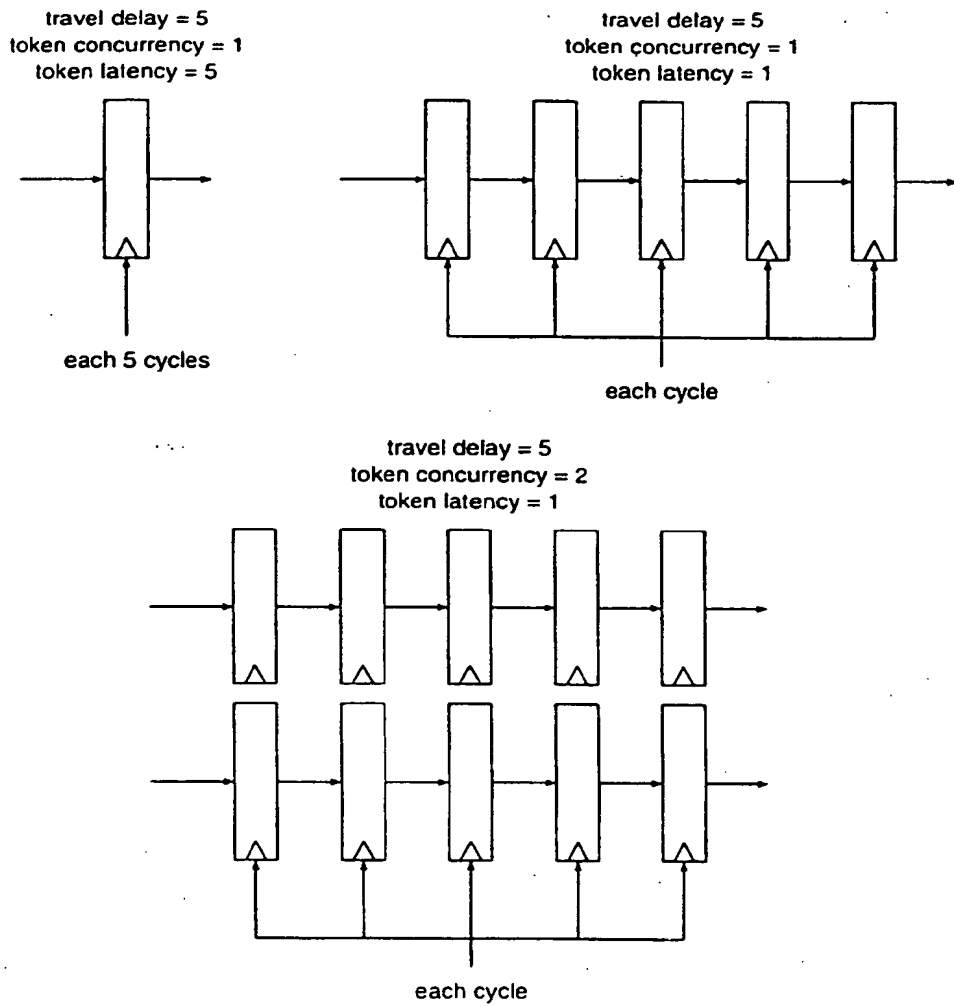 travel delay = 5
token concurrency = 1
token latency = 5
each 5 cycles
travel delay = 5
token concurrency = 1
token latency = 1
each cycle
travel delay = 5
token concurrency = 2
token latency = 1
each cycle